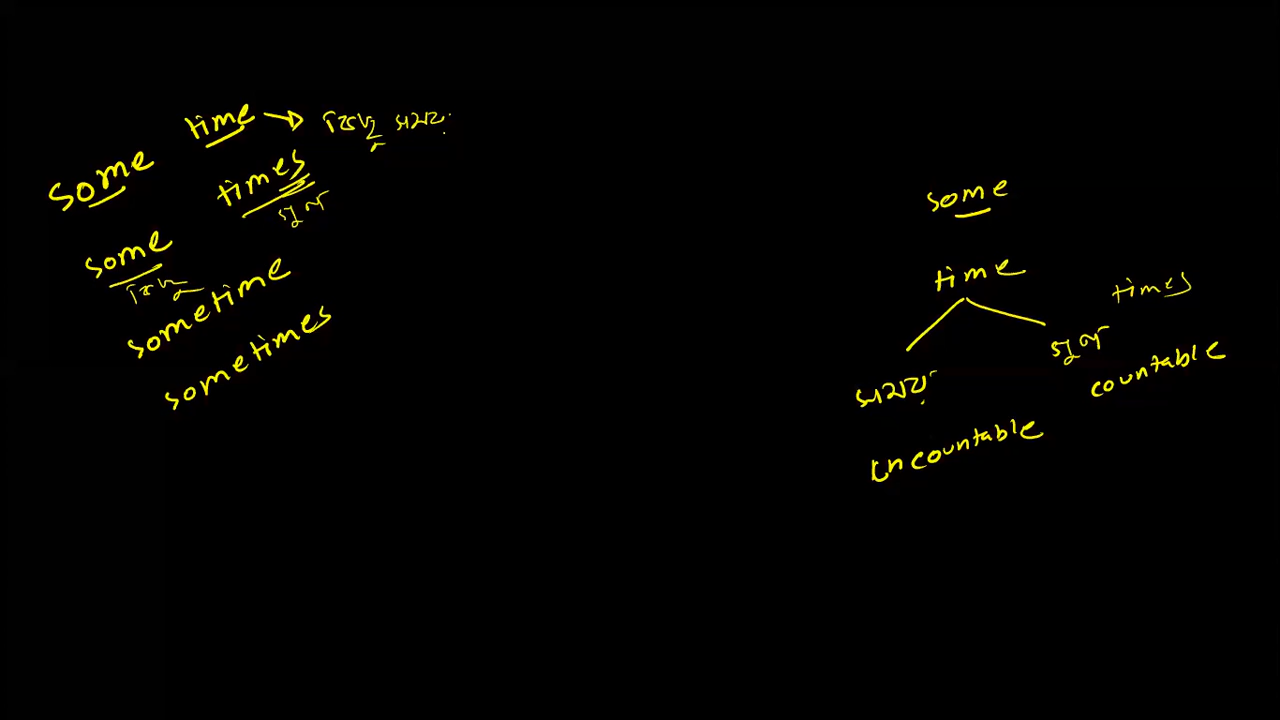 some time → কিছু সময়
some times
গুণ
কিছু
sometime
sometimes
some
time
times
সময়
গুণ
countable
uncountable